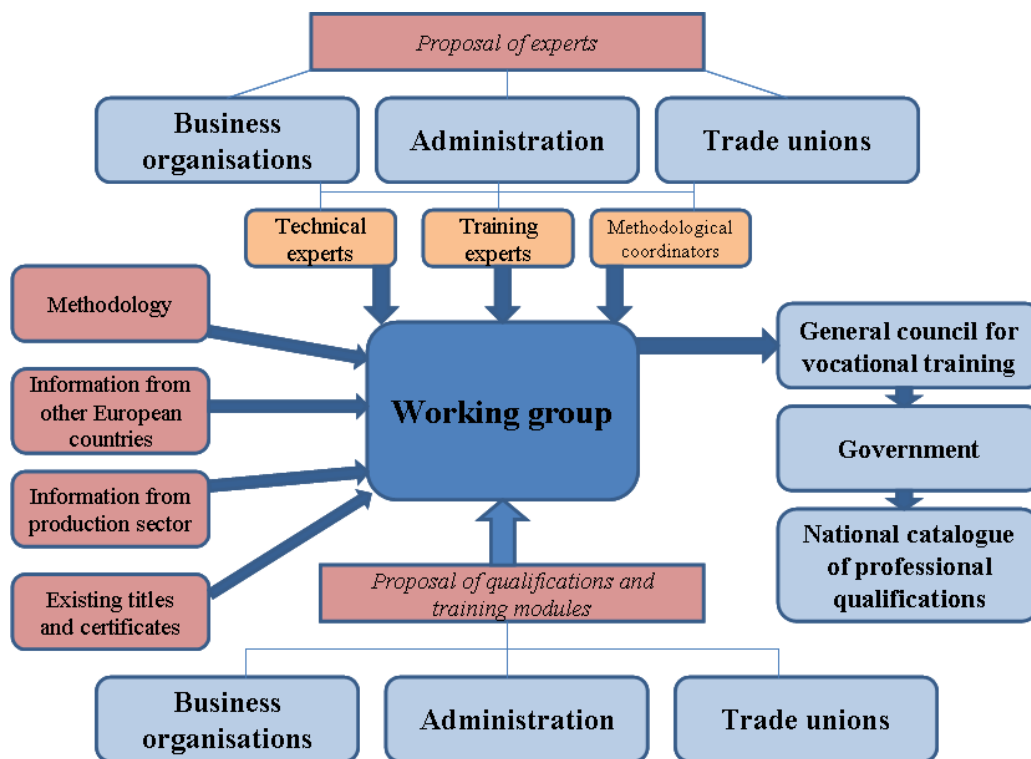 Proposal of experts
Business
organisations
Administration
Trade unions
Technical
experts
Training
experts
Methodological
coordinators
Methodology
Information from
other European
countries
Information from
production sector
Existing titles
and certificates
Working group
General council for
vocational training
Government
National catalogue
of professional
qualifications
Proposal of qualifications and
training modules
Business
organisations
Administration
Trade unions